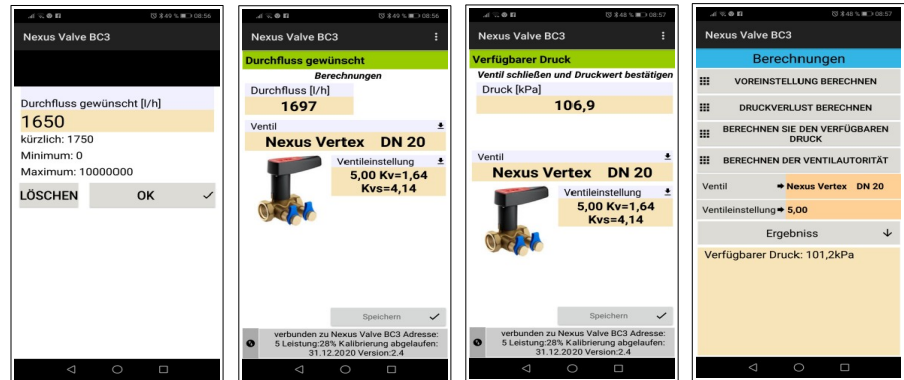 49 % 08:56
Nexus Valve BC3
Durchfluss gewünscht [l/h]
1650
kürzlich: 1750
Minimum: 0
Maximum: 10000000
LÖSCHEN
OK
49 % 08:56
Nexus Valve BC3
Durchfluss gewünscht
Berechnungen
Durchfluss [l/h]
1697
Ventil
Nexus Vertex DN 20
Ventileinstellung
5,00 Kv=1,64
Kvs=4,14
Speichern
verbunden zu Nexus Valve BC3 Adresse:
5 Leistung:28% Kalibrierung abgelaufen:
31.12.2020 Version:2.4
48 % 08:57
Nexus Valve BC3
Verfügbarer Druck
Ventil schließen und Druckwert bestätigen
Druck [kPa]
106,9
Ventil
Nexus Vertex DN 20
Ventileinstellung
5,00 Kv=1,64
Kvs=4,14
Speichern
verbunden zu Nexus Valve BC3 Adresse:
5 Leistung:28% Kalibrierung abgelaufen:
31.12.2020 Version:2.4
48 % 08:57
Nexus Valve BC3
Berechnungen
VOREINSTELLUNG BERECHNEN
DRUCKVERLUST BERECHNEN
BERECHNEN SIE DEN VERFÜGBAREN
DRUCK
BERECHNEN DER VENTILAUTORITÄT
Ventil Nexus Vertex DN 20
Ventileinstellung 5,00
Ergebniss
Verfügbarer Druck: 101,2kPa